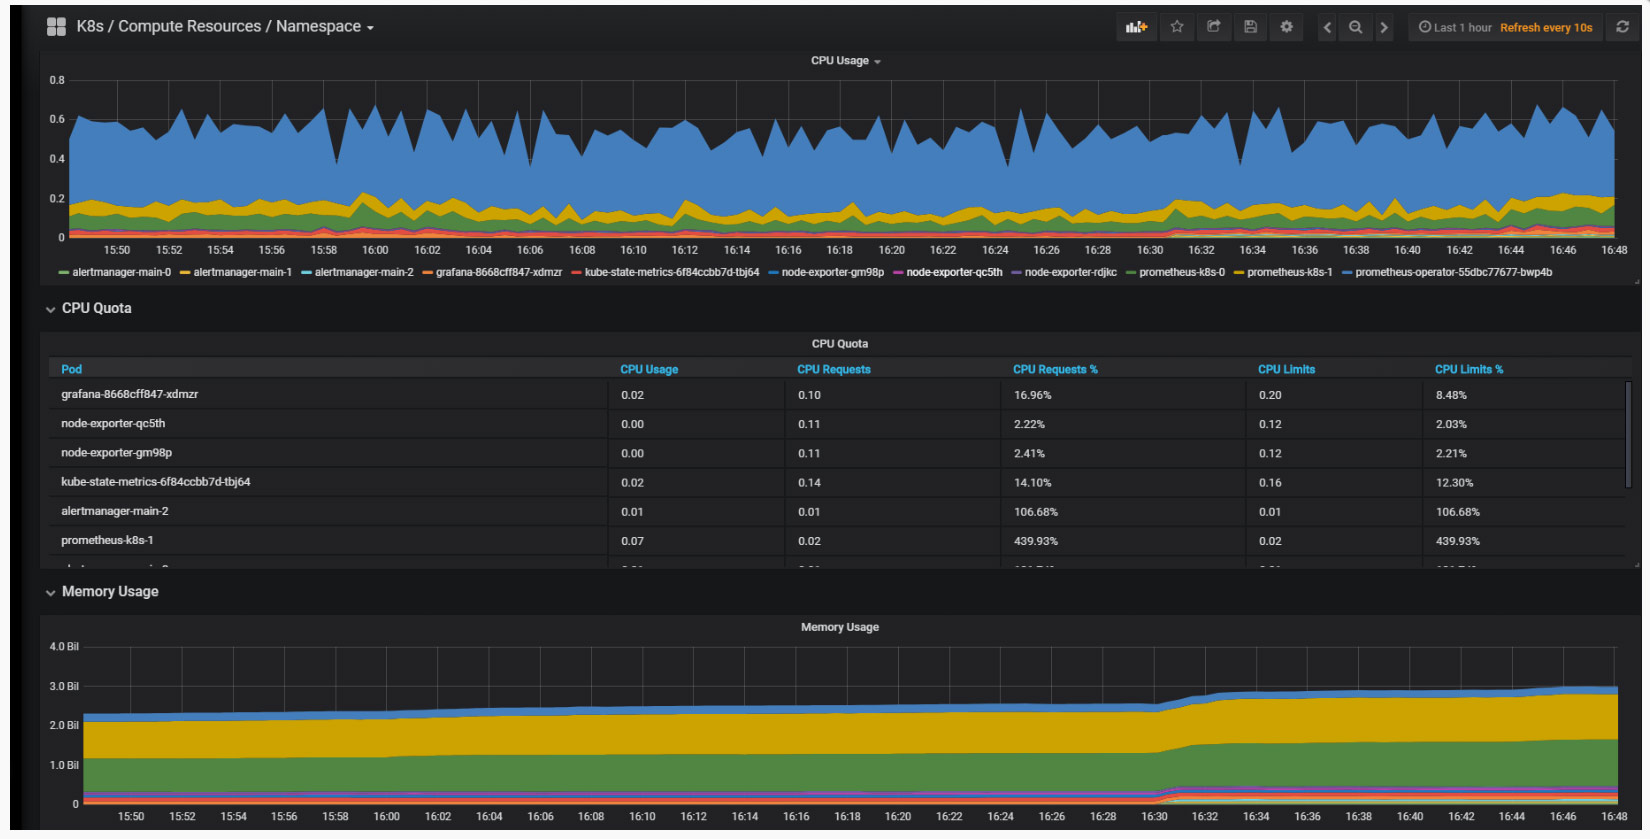 K8s / Compute Resources / Namespace
Last 1 hour Refresh every 10s
CPU Usage
0.8
0.6
0.4
0.2
0
15:50 15:52 15:54 15:56 15:58 16:00 16:02 16:04 16:06 16:08 16:10 16:12 16:14 16:16 16:18 16:20 16:22 16:24 16:26 16:28 16:30 16:32 16:34 16:36 16:38 16:40 16:42 16:44 16:46 16:48
alertmanager-main-0 alertmanager-main-1 alertmanager-main-2 grafana-8668cff847-xdmzr kube-state-metrics-6f84ccbb7d-tbj64 node-exporter-gm98p node-exporter-qc5th node-exporter-rdjkc prometheus-k8s-0 prometheus-k8s-1 prometheus-operator-55dbc77677-bwp4b
CPU Quota
CPU Quota
Pod CPU Usage CPU Requests CPU Requests % CPU Limits CPU Limits %
grafana-8668cff847-xdmzr 0.02 0.10 16.96% 0.20 8.48%
node-exporter-qc5th 0.00 0.11 2.22% 0.12 2.03%
node-exporter-gm98p 0.00 0.11 2.41% 0.12 2.21%
kube-state-metrics-6f84ccbb7d-tbj64 0.02 0.14 14.10% 0.16 12.30%
alertmanager-main-2 0.01 0.01 106.68% 0.01 106.68%
prometheus-k8s-1 0.07 0.02 439.93% 0.02 439.93%
Memory Usage
Memory Usage
4.0 Bil
3.0 Bil
2.0 Bil
1.0 Bil
0
15:50 15:52 15:54 15:56 15:58 16:00 16:02 16:04 16:06 16:08 16:10 16:12 16:14 16:16 16:18 16:20 16:22 16:24 16:26 16:28 16:30 16:32 16:34 16:36 16:38 16:40 16:42 16:44 16:46 16:48